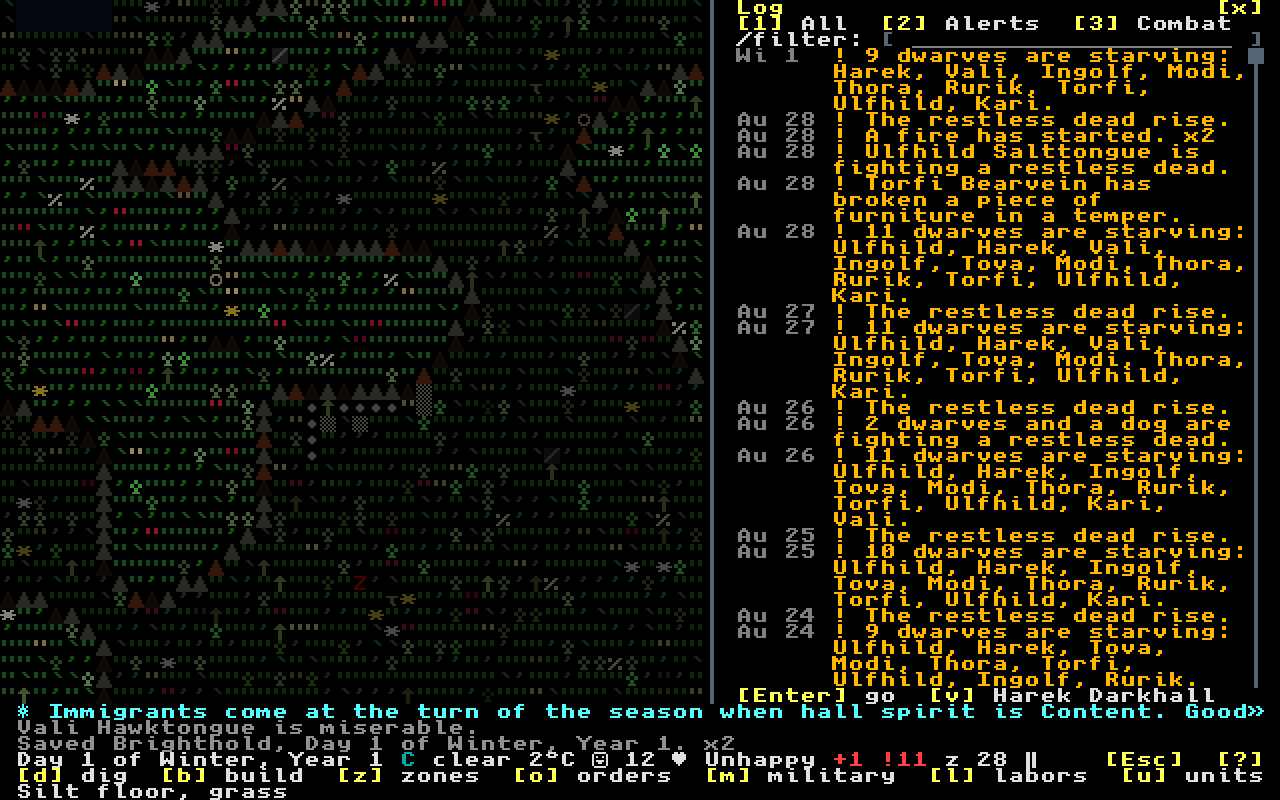 Log [x]
[1] All [2] Alerts [3] Combat
/filter: [ ]
Wi 1 ! 9 dwarves are starving:
Harek, Vali, Ingolf, Modi,
Thora, Rurik, Torfi,
Ulfhild, Kari.
Au 28 ! The restless dead rise.
Au 28 ! A fire has started. x2
Au 28 ! Ulfhild Salttongue is
fighting a restless dead.
Au 28 ! Torfi Bearvein has
broken a piece of
furniture in a temper.
Au 28 ! 11 dwarves are starving:
Ulfhild, Harek, Vali,
Ingolf, Tova, Modi, Thora,
Rurik, Torfi, Ulfhild,
Kari.
Au 27 ! The restless dead rise.
Au 27 ! 11 dwarves are starving:
Ulfhild, Harek, Vali,
Ingolf, Tova, Modi, Thora,
Rurik, Torfi, Ulfhild,
Kari.
Au 26 ! The restless dead rise.
Au 26 ! 2 dwarves and a dog are
fighting a restless dead.
Au 26 ! 11 dwarves are starving:
Ulfhild, Harek, Ingolf,
Tova, Modi, Thora, Rurik,
Torfi, Ulfhild, Kari,
Vali.
Au 25 ! The restless dead rise.
Au 25 ! 10 dwarves are starving:
Ulfhild, Harek, Ingolf,
Tova, Modi, Thora, Rurik,
Torfi, Ulfhild, Kari.
Au 24 ! The restless dead rise.
Au 24 ! 9 dwarves are starving:
Ulfhild, Harek, Tova,
Modi, Thora, Torfi,
Ulfhild, Ingolf, Rurik.
[Enter] go [v] Harek Darkhall
* Immigrants come at the turn of the season when hall spirit is Content. Good»
Vali Hawktongue is miserable.
Saved Brighthold, Day 1 of Winter, Year 1. x2
Day 1 of Winter, Year 1 C clear 2°C ☺ 12 ♥ Unhappy +1 !11 z 28 ‖ [Esc] [?]
[d] dig [b] build [z] zones [o] orders [m] military [l] labors [u] units
Silt floor, grass